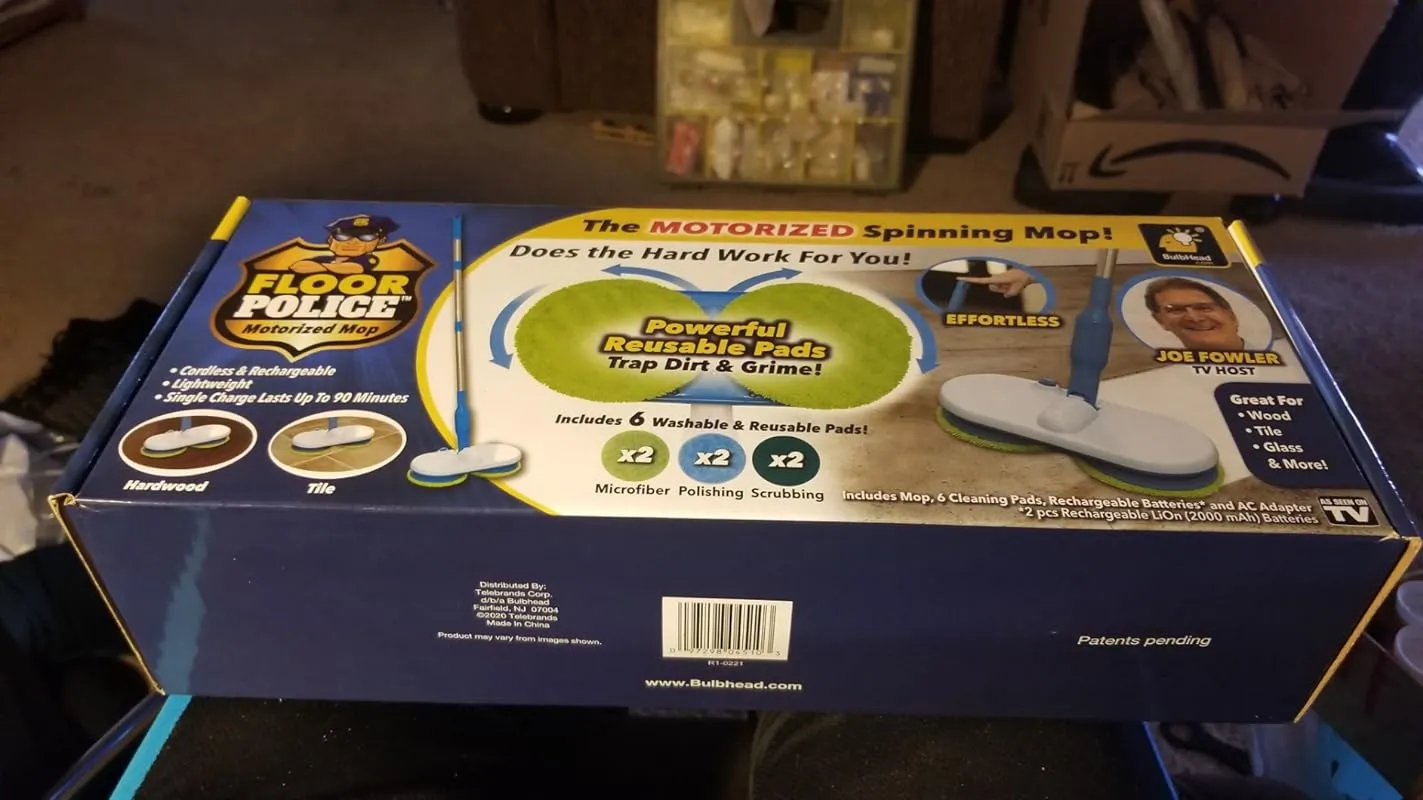 The MOTORIZED Spinning Mop!
Does the Hard Work For You!
BulbHead
.com
FLOOR
POLICE™
Motorized Mop
• Cordless & Rechargeable
• Lightweight
• Single Charge Lasts Up To 90 Minutes
Hardwood
Tile
Powerful
Reusable Pads
Trap Dirt & Grime!
Includes 6 Washable & Reusable Pads!
x2
x2
x2
Microfiber
Polishing
Scrubbing
EFFORTLESS
JOE FOWLER
TV HOST
Great For
• Wood
• Tile
• Glass
& More!
Includes Mop, 6 Cleaning Pads, Rechargeable Batteries* and AC Adapter
*2 pcs Rechargeable LiOn (2000 mAh) Batteries
AS SEEN ON
TV
Distributed By:
Telebrands Corp.
d/b/a Bulbhead
Fairfield, NJ 07004
©2020 Telebrands
Made In China
Product may vary from images shown.
R1-0221
www.Bulbhead.com
Patents pending